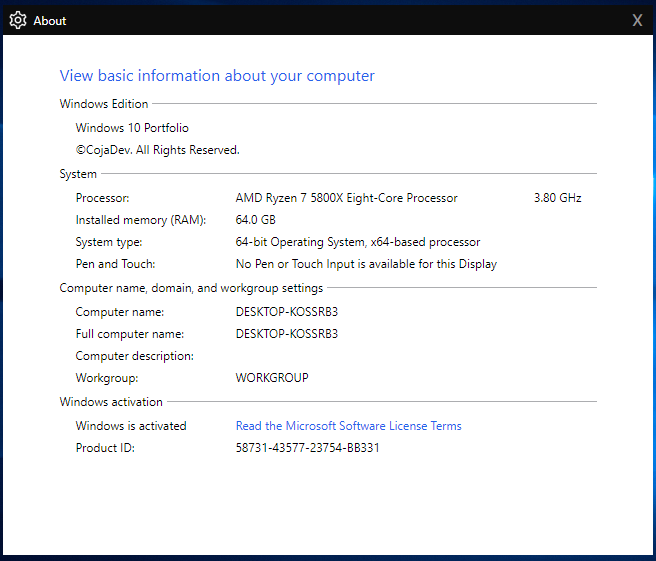 About X
View basic information about your computer
Windows Edition
Windows 10 Portfolio
©CojaDev. All Rights Reserved.
System
Processor: AMD Ryzen 7 5800X Eight-Core Processor 3.80 GHz
Installed memory (RAM): 64.0 GB
System type: 64-bit Operating System, x64-based processor
Pen and Touch: No Pen or Touch Input is available for this Display
Computer name, domain, and workgroup settings
Computer name: DESKTOP-KOSSRB3
Full computer name: DESKTOP-KOSSRB3
Computer description:
Workgroup: WORKGROUP
Windows activation
Windows is activated Read the Microsoft Software License Terms
Product ID: 58731-43577-23754-BB331